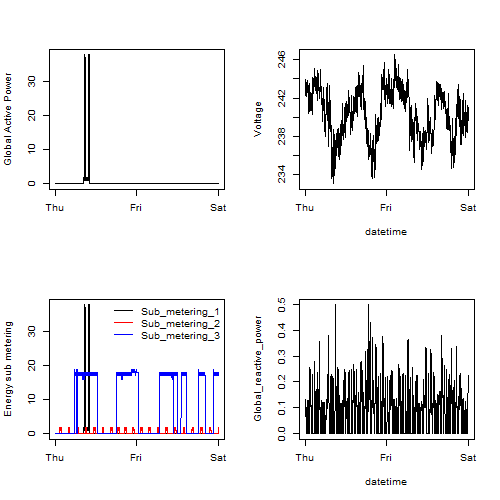 Global Active Power
30
20
10
0
Thu Fri Sat
Voltage
246
242
238
234
Thu Fri Sat
datetime
Energy sub metering
30
20
10
0
Sub_metering_1
Sub_metering_2
Sub_metering_3
Thu Fri Sat
Global_reactive_power
0.5
0.4
0.3
0.2
0.1
0.0
Thu Fri Sat
datetime